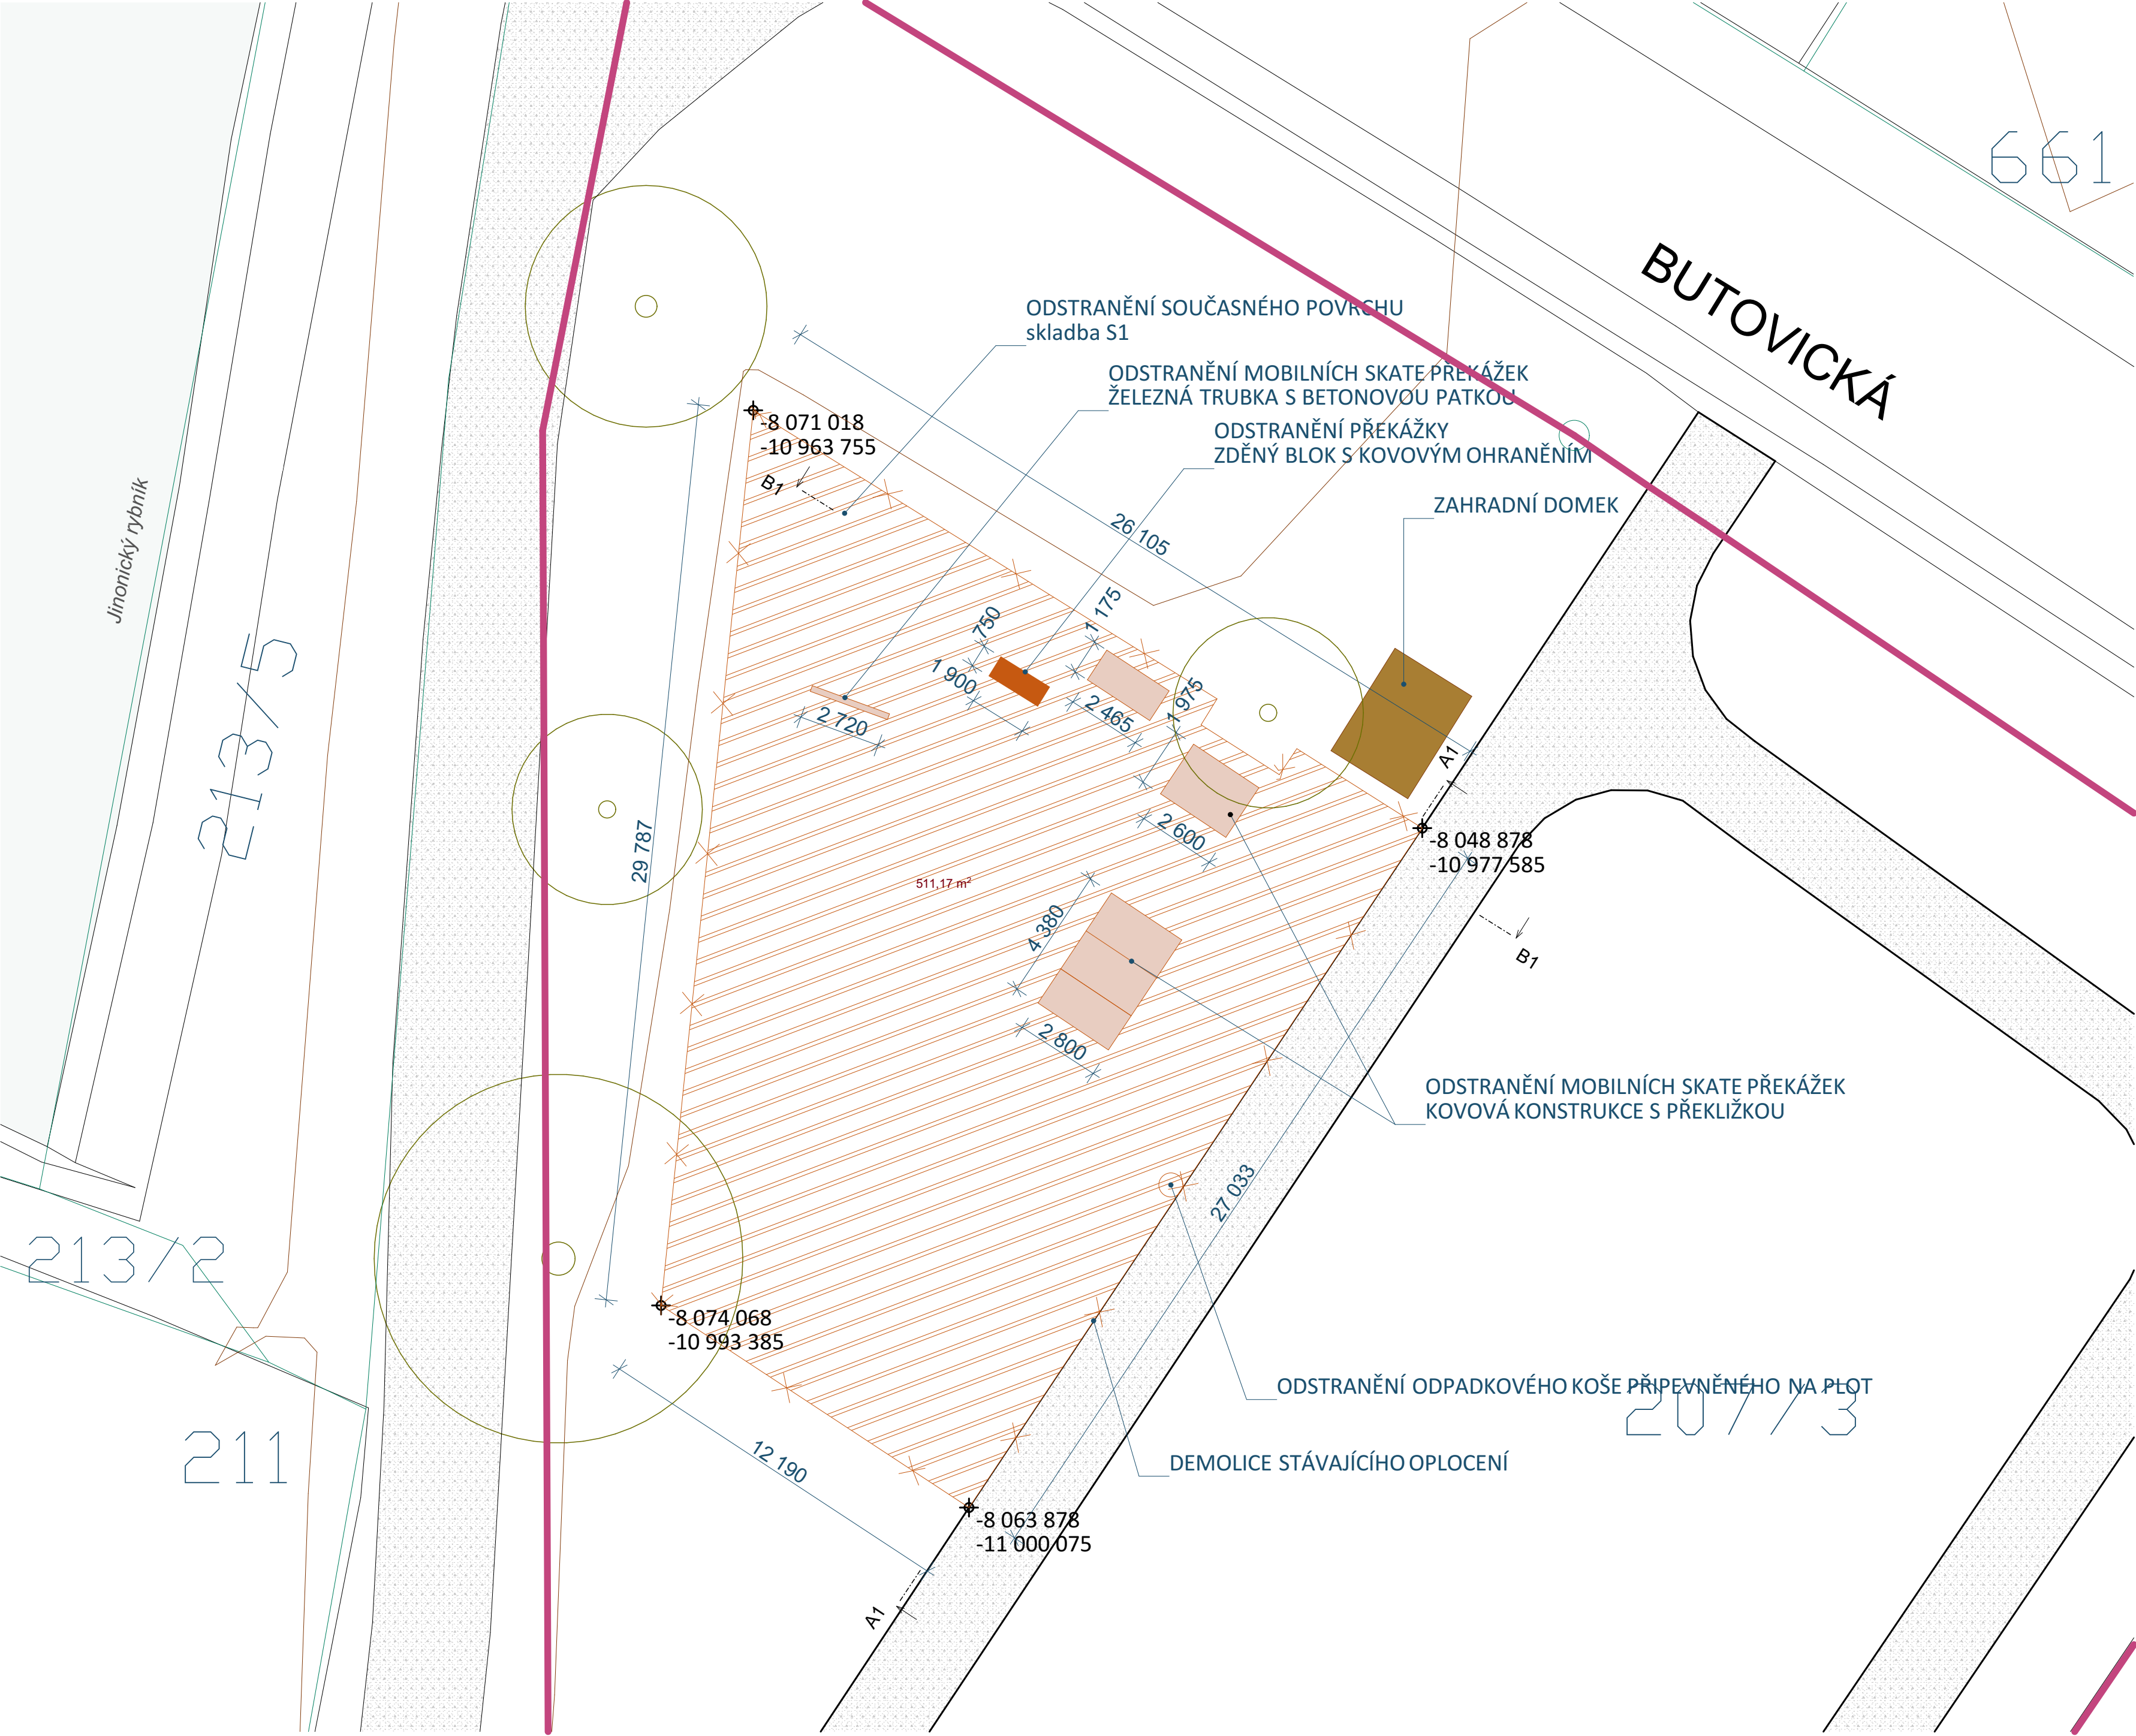 661
BUTOVICKÁ
ODSTRANĚNÍ SOUČASNÉHO POVRCHU
skladba S1
ODSTRANĚNÍ MOBILNÍCH SKATE PŘEKÁŽEK
ŽELEZNÁ TRUBKA S BETONOVOU PATKOU
-8 071 018
-10 963 755
ODSTRANĚNÍ PŘEKÁŽKY
ZDĚNÝ BLOK S KOVOVÝM OHRANĚNÍM
B1
ZAHRADNÍ DOMEK
26 105
Jinonický rybník
213/5
750
1 175
1 900
2 465
1 975
2 720
A1
2 600
29 787
-8 048 878
-10 977 585
511,17 m²
4 380
B1
2 800
ODSTRANĚNÍ MOBILNÍCH SKATE PŘEKÁŽEK
KOVOVÁ KONSTRUKCE S PŘEKLIŽKOU
27 033
213/2
-8 074 068
-10 993 385
ODSTRANĚNÍ ODPADKOVÉHO KOŠE PŘIPEVNĚNÉHO NA PLOT
207/3
211
12 190
DEMOLICE STÁVAJÍCÍHO OPLOCENÍ
-8 063 878
-11 000 075
A1